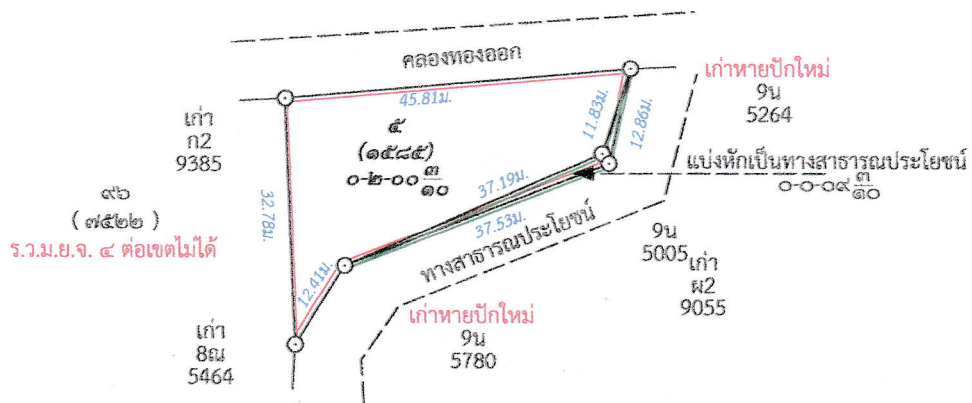 คลองทองออก
45.81ม.
เก่าหายปักใหม่
9น
5264
เก่า
ก2
9385
๕
(๑๕๘๕)
๐-๒-๐๐ ๓/๑๐
11.83ม.
12.86ม.
แบ่งหักเป็นทางสาธารณประโยชน์
๐-๐-๐๙ ๓/๑๐
๙๖
( ๗๕๒๒ )
ร.ว.ม.ย.จ. ๔ ต่อเขตไม่ได้
32.78ม.
37.19ม.
37.53ม.
ทางสาธารณประโยชน์
12.41ม.
9น
5005
เก่า
ผ2
9055
เก่าหายปักใหม่
9น
5780
เก่า
8ณ
5464